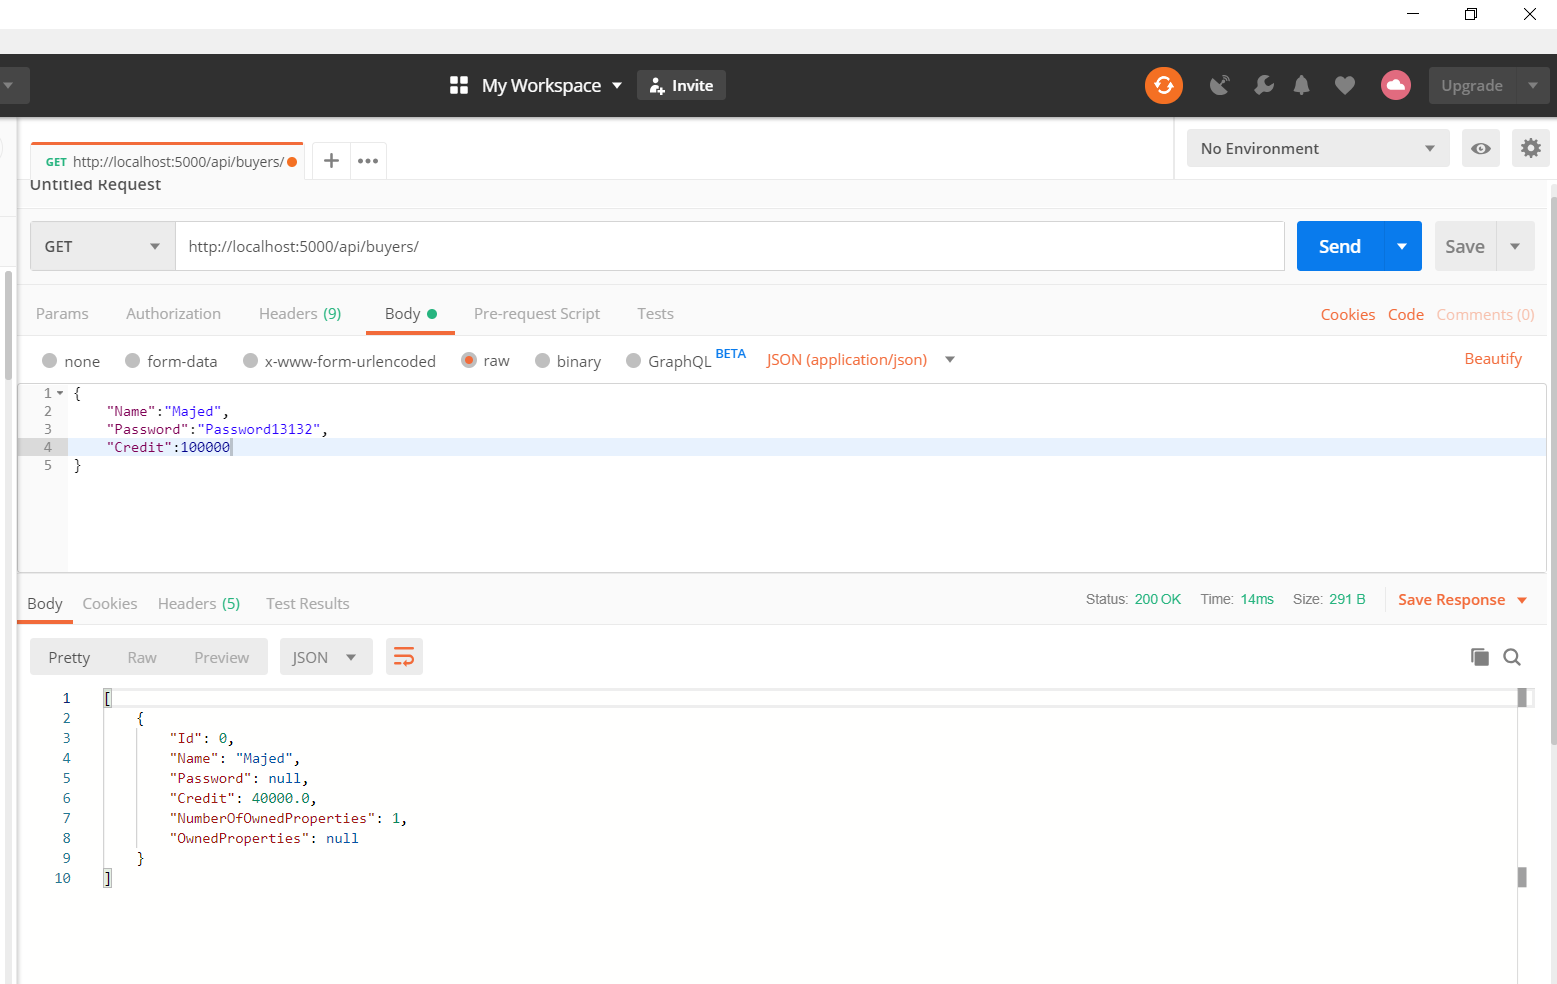 My Workspace
Invite
Upgrade
GET http://localhost:5000/api/buyers/
No Environment
Untitled Request
GET
http://localhost:5000/api/buyers/
Send
Save
Params
Authorization
Headers (9)
Body
Pre-request Script
Tests
Cookies
Code
Comments (0)
none
form-data
x-www-form-urlencoded
raw
binary
GraphQL BETA
JSON (application/json)
Beautify
1 {
2 "Name":"Majed",
3 "Password":"Password13132",
4 "Credit":100000
5 }
Body
Cookies
Headers (5)
Test Results
Status: 200 OK
Time: 14ms
Size: 291 B
Save Response
Pretty
Raw
Preview
JSON
1 [
2 {
3 "Id": 0,
4 "Name": "Majed",
5 "Password": null,
6 "Credit": 40000.0,
7 "NumberOfOwnedProperties": 1,
8 "OwnedProperties": null
9 }
10 ]